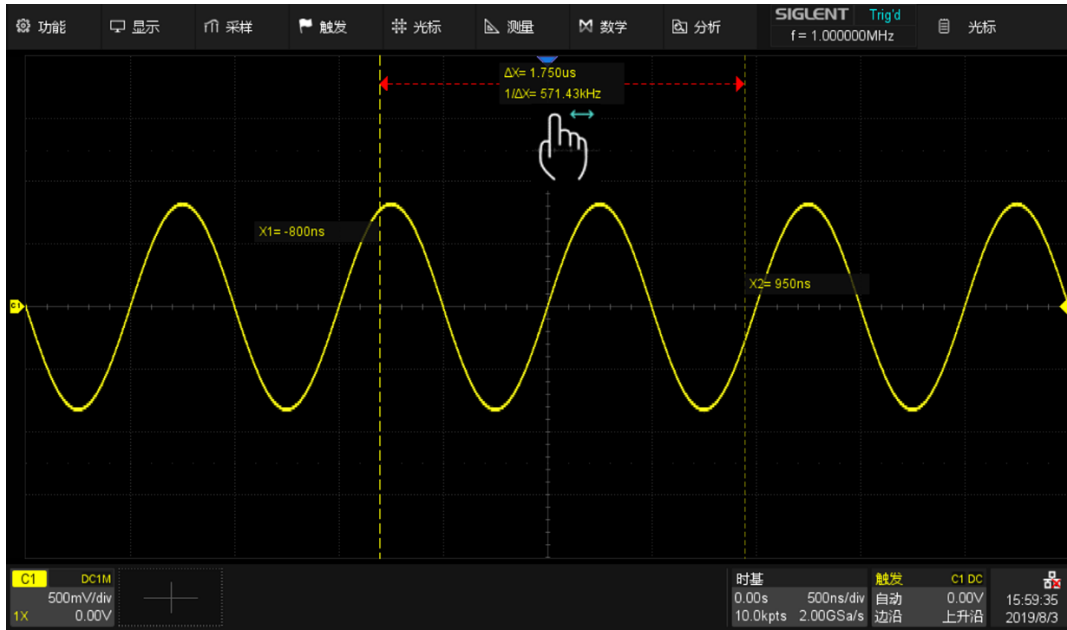 功能 显示 采样 触发 光标 测量 数学 分析 SIGLENT Trig'd 光标
f = 1.000000MHz
ΔX= 1.750us
1/ΔX= 571.43kHz
X1= -800ns
X2= 950ns
C1
C1 DC1M
500mV/div
1X 0.00V
时基
0.00s 500ns/div
10.0kpts 2.00GSa/s
触发 C1 DC
自动 0.00V
边沿 上升沿
15:59:35
2019/8/3